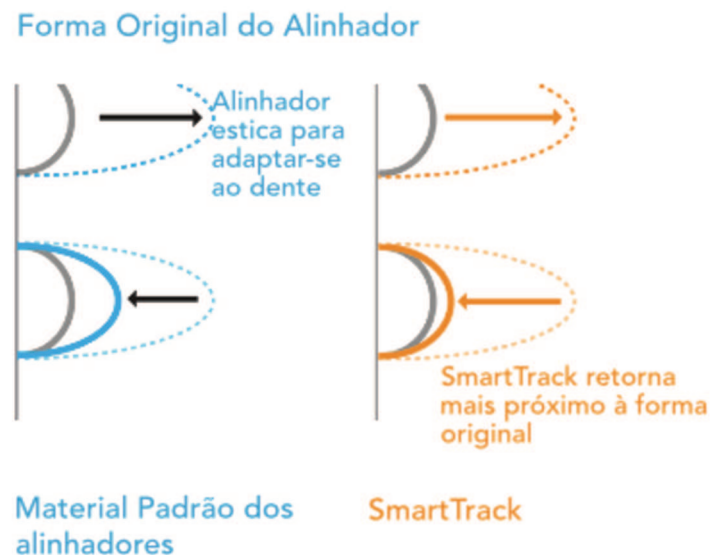 Forma Original do Alinhador
Alinhador
estica para
adaptar-se
ao dente
SmartTrack retorna
mais próximo à forma
original
Material Padrão dos
alinhadores
SmartTrack